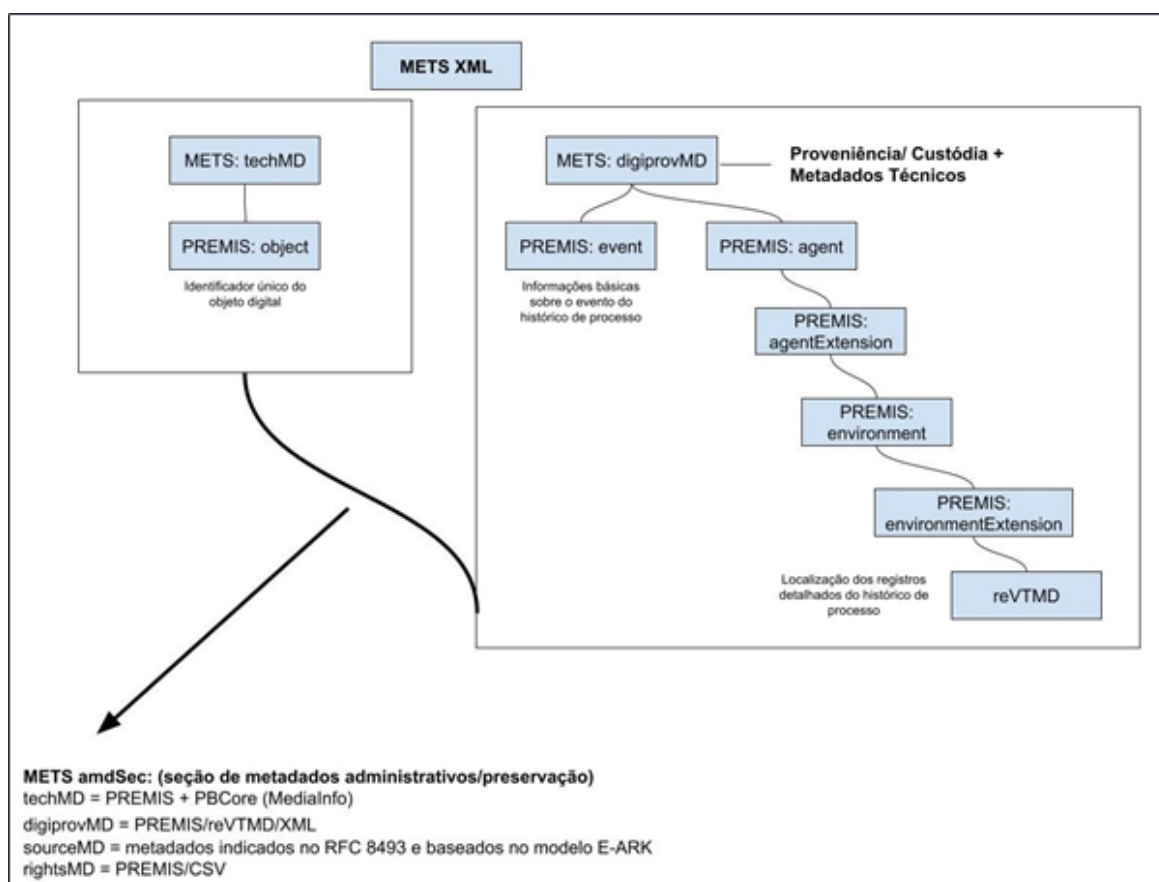 METS XML
METS: techMD
PREMIS: object
Identificador único do
objeto digital
METS: digiprovMD
Proveniência/ Custódia +
Metadados Técnicos
PREMIS: event
Informações básicas
sobre o evento do
histórico de processo
PREMIS: agent
PREMIS:
agentExtension
PREMIS:
environment
PREMIS:
environmentExtension
Localização dos registros
detalhados do histórico de
processo
reVTMD
METS amdSec: (seção de metadados administrativos/preservação)
techMD = PREMIS + PBCore (MediaInfo)
digiprovMD = PREMIS/reVTMD/XML
sourceMD = metadados indicados no RFC 8493 e baseados no modelo E-ARK
rightsMD = PREMIS/CSV